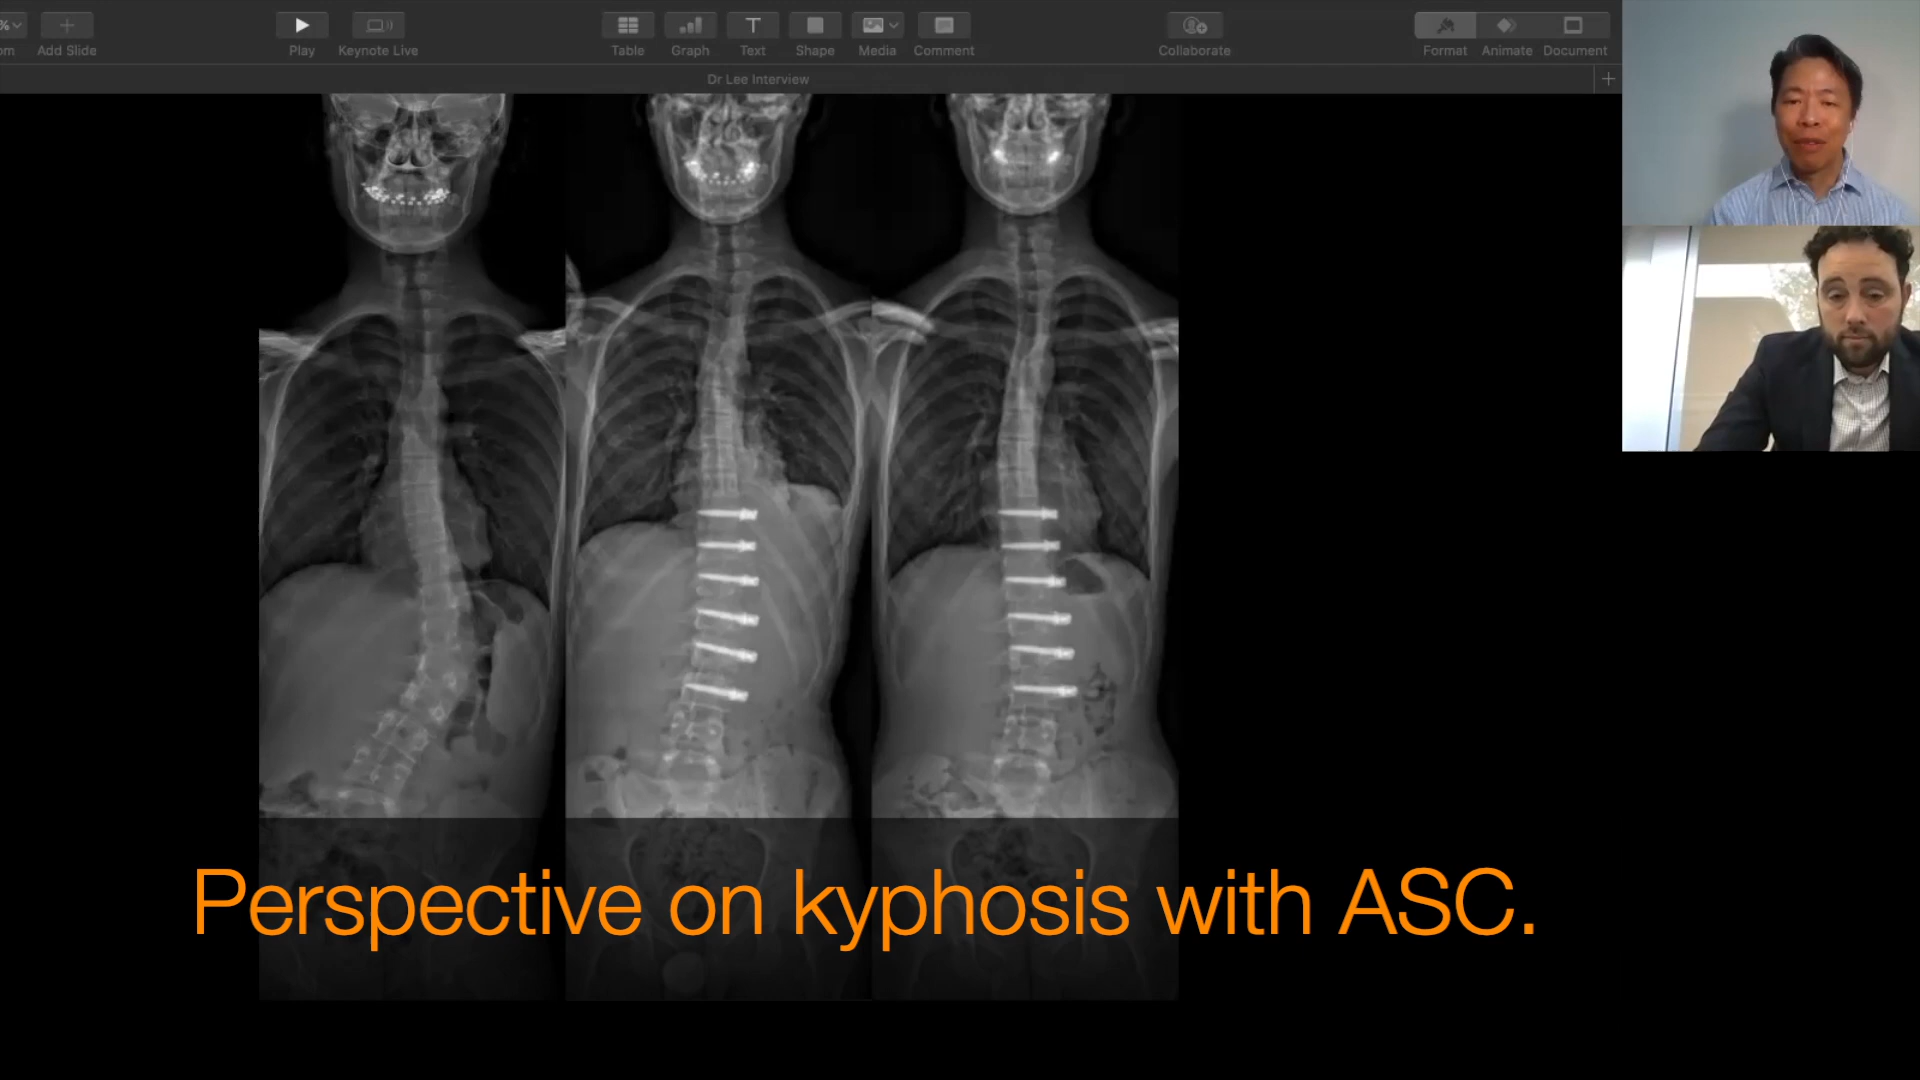 %
om
Add Slide
Play
Keynote Live
Table
Graph
Text
Shape
Media
Comment
Collaborate
Format
Animate
Document
Dr Lee Interview
Perspective on kyphosis with ASC.